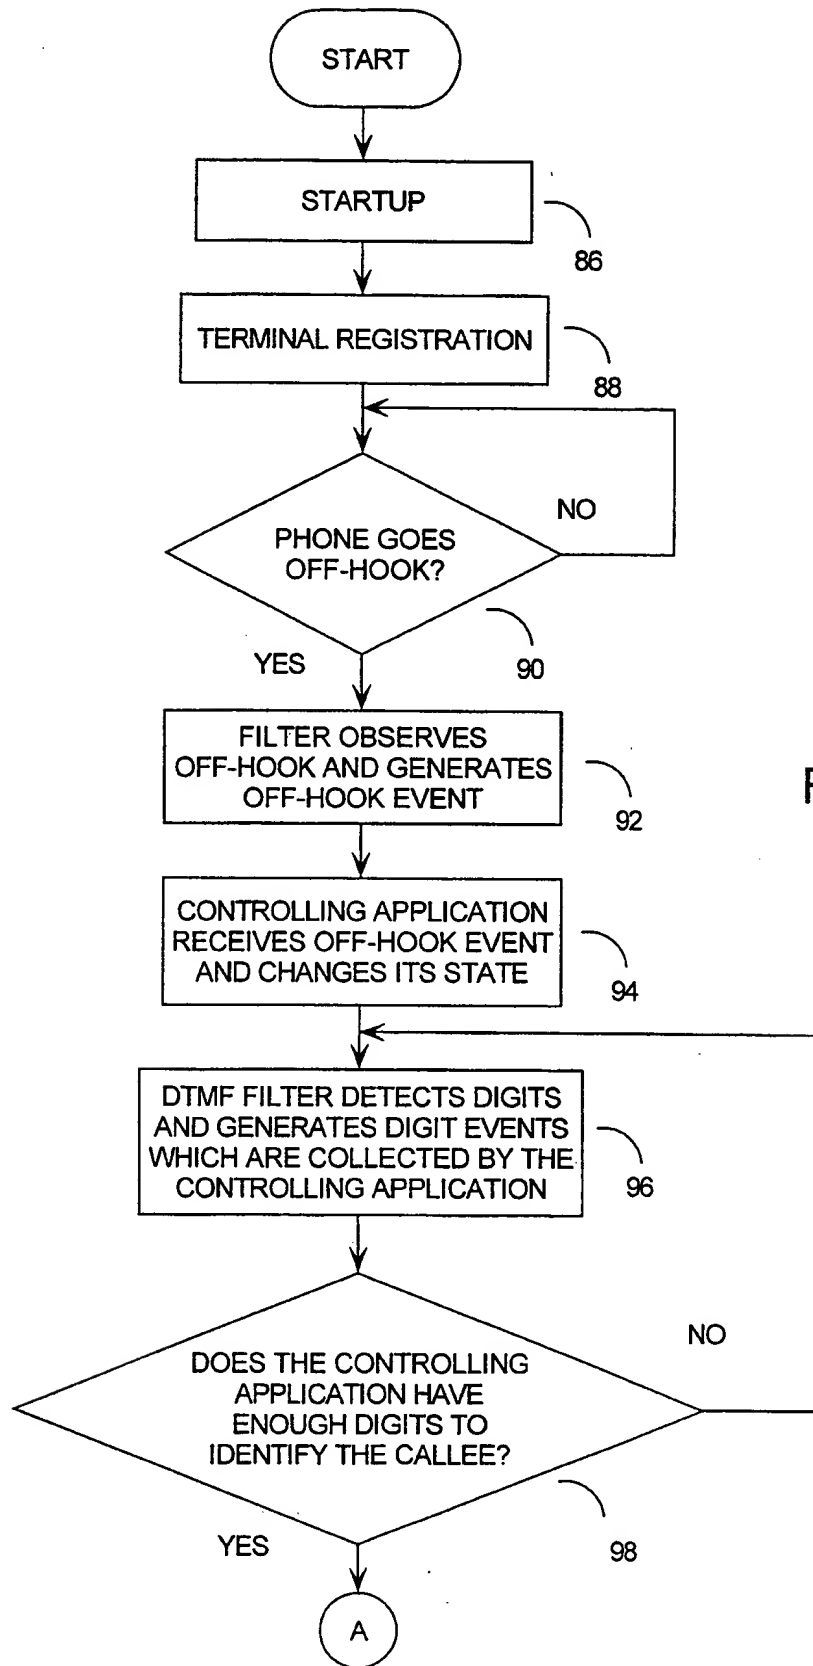 START
STARTUP
86
TERMINAL REGISTRATION
88
NO
PHONE GOES
OFF-HOOK?
90
YES
FILTER OBSERVES
OFF-HOOK AND GENERATES
OFF-HOOK EVENT
92
CONTROLLING APPLICATION
RECEIVES OFF-HOOK EVENT
AND CHANGES ITS STATE
94
DTMF FILTER DETECTS DIGITS
AND GENERATES DIGIT EVENTS
WHICH ARE COLLECTED BY THE
CONTROLLING APPLICATION
96
NO
DOES THE CONTROLLING
APPLICATION HAVE
ENOUGH DIGITS TO
IDENTIFY THE CALLEE?
98
YES
A